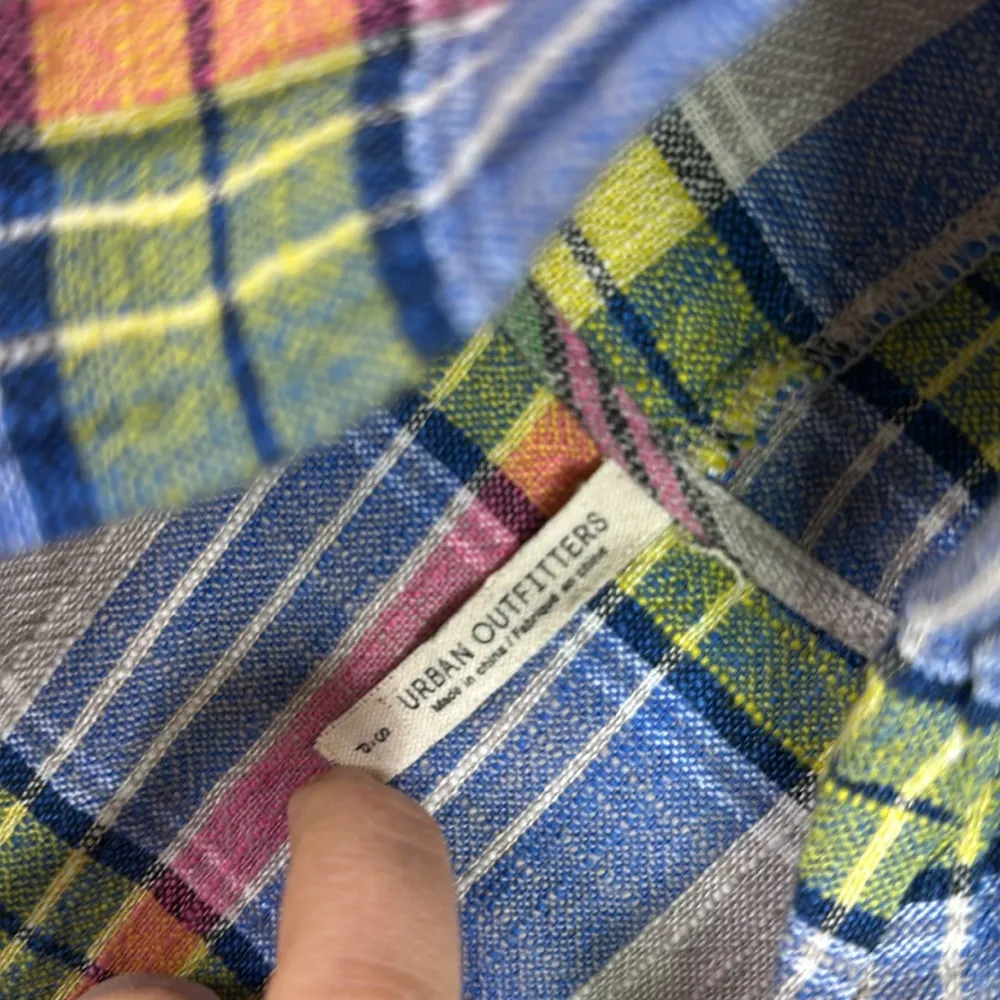 URBAN OUTFITTERS
Made in china / Fabriqué en chine
P-S